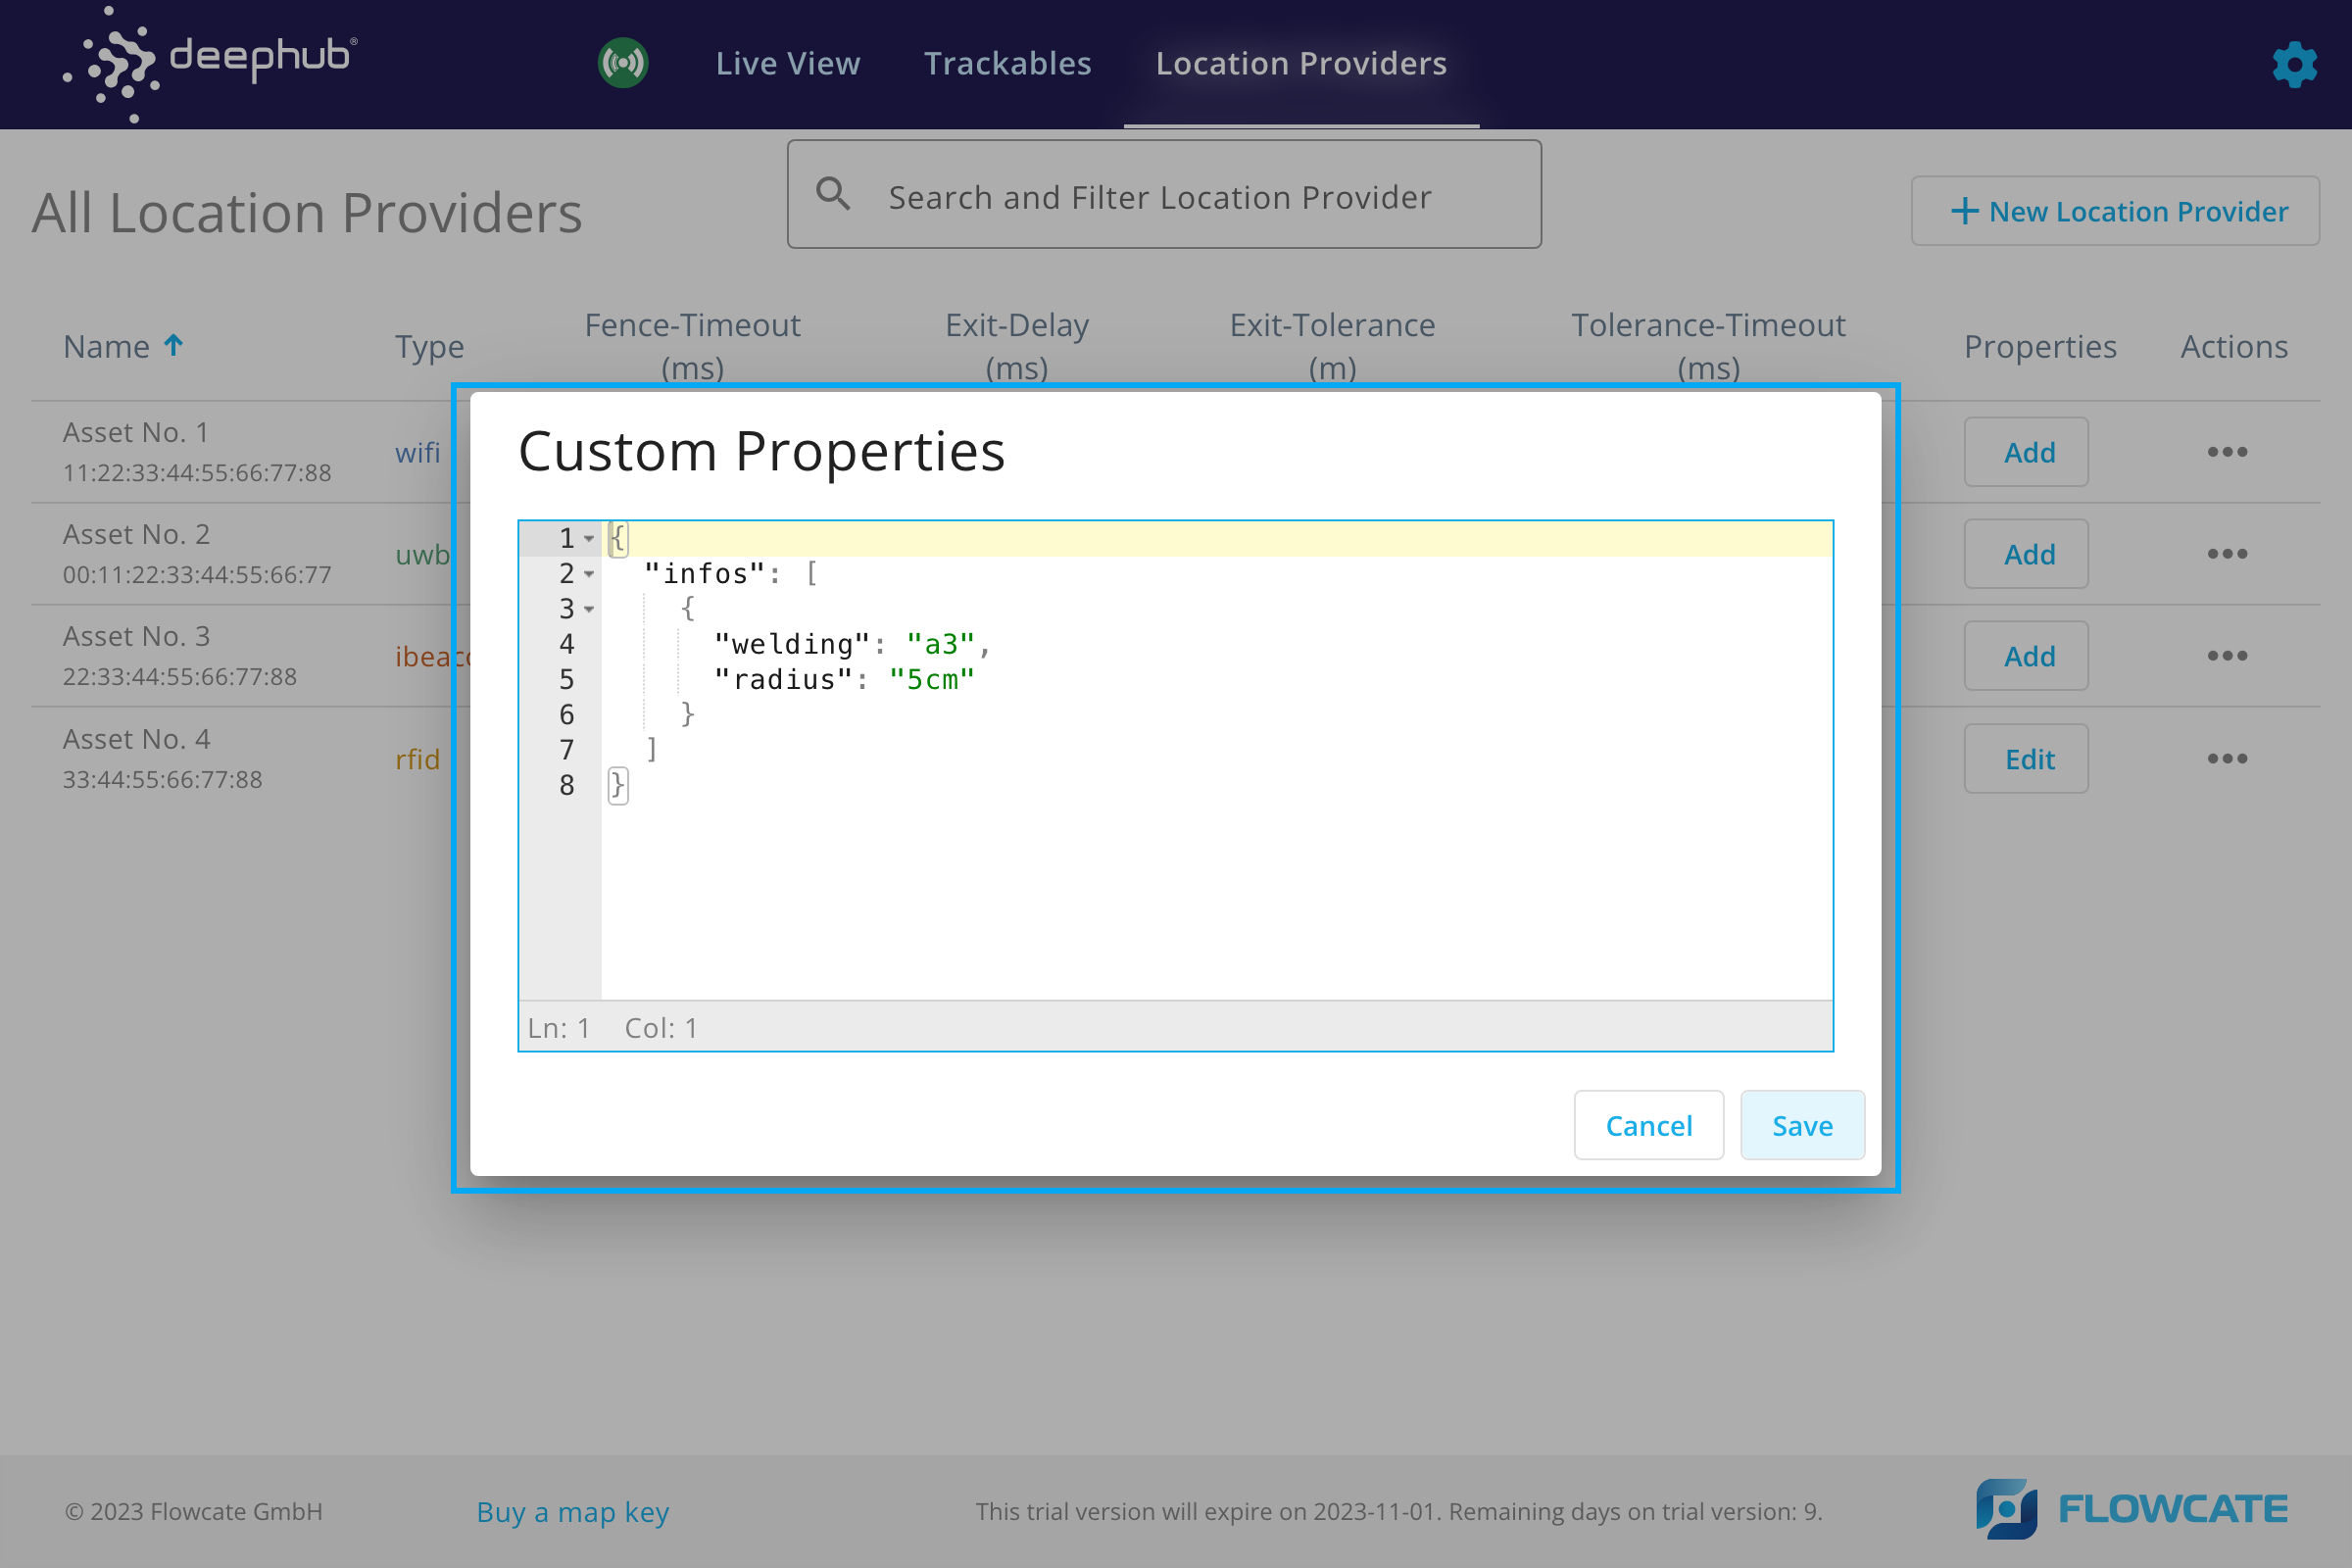 deephub®
Live View
Trackables
Location Providers
All Location Providers
Search and Filter Location Provider
New Location Provider
Name
Type
Fence-Timeout
(ms)
Exit-Delay
(ms)
Exit-Tolerance
(m)
Tolerance-Timeout
(ms)
Properties
Actions
Asset No. 1
11:22:33:44:55:66:77:88
wifi
Add
Asset No. 2
00:11:22:33:44:55:66:77
uwb
Add
Asset No. 3
22:33:44:55:66:77:88
ibeac
Add
Asset No. 4
33:44:55:66:77:88
rfid
Edit
Custom Properties
1 {
2 "infos": [
3 {
4 "welding": "a3",
5 "radius": "5cm"
6 }
7 ]
8 }
Ln: 1 Col: 1
Cancel
Save
© 2023 Flowcate GmbH
Buy a map key
This trial version will expire on 2023-11-01. Remaining days on trial version: 9.
FLOWCATE